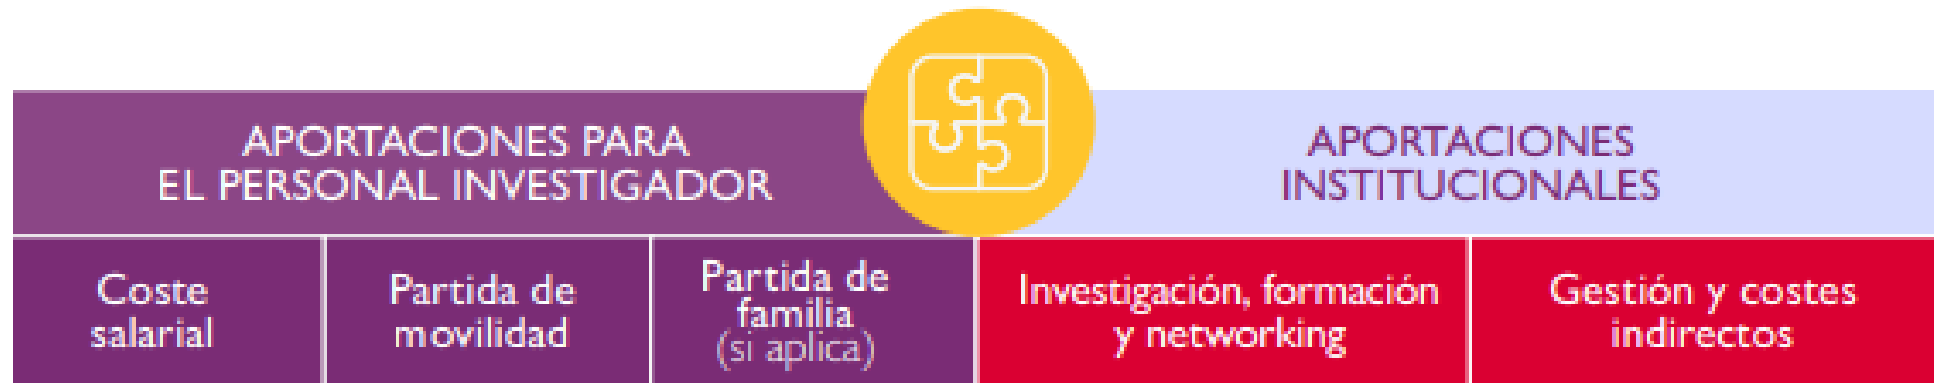 APORTACIONES PARA
EL PERSONAL INVESTIGADOR
APORTACIONES
INSTITUCIONALES
Coste
salarial
Partida de
movilidad
Partida de
familia
(si aplica)
Investigación, formación
y networking
Gestión y costes
indirectos